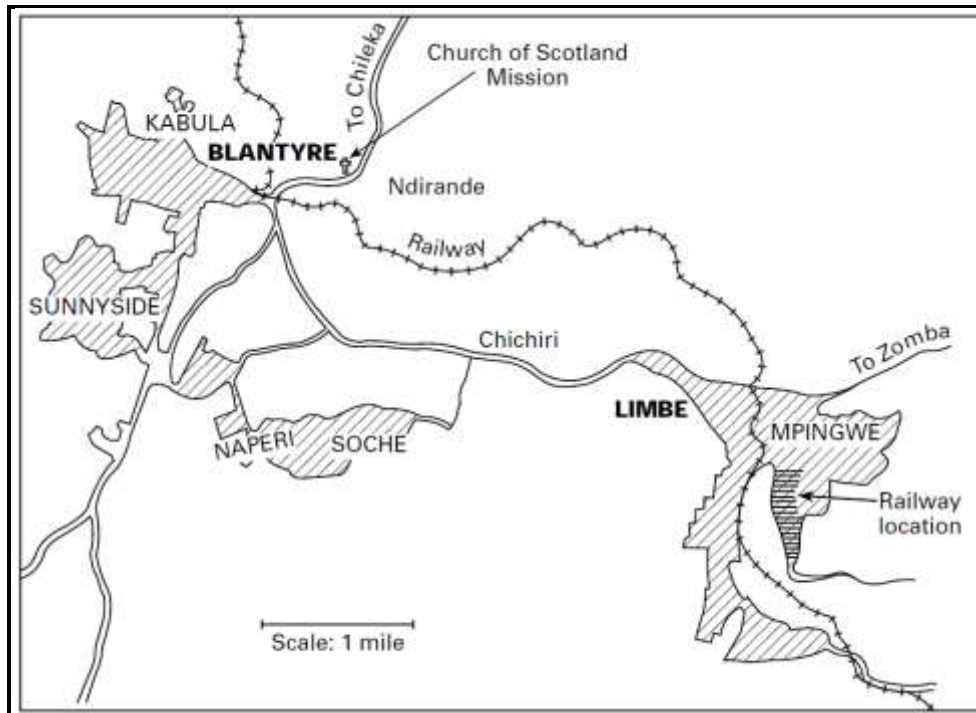 To Chileka
Church of Scotland
Mission
KABULA
BLANTYRE
Ndirande
Railway
SUNNYSIDE
Chichiri
To Zomba
LIMBE
NAPERI
SOCHE
MPINGWE
Railway
location
Scale: 1 mile